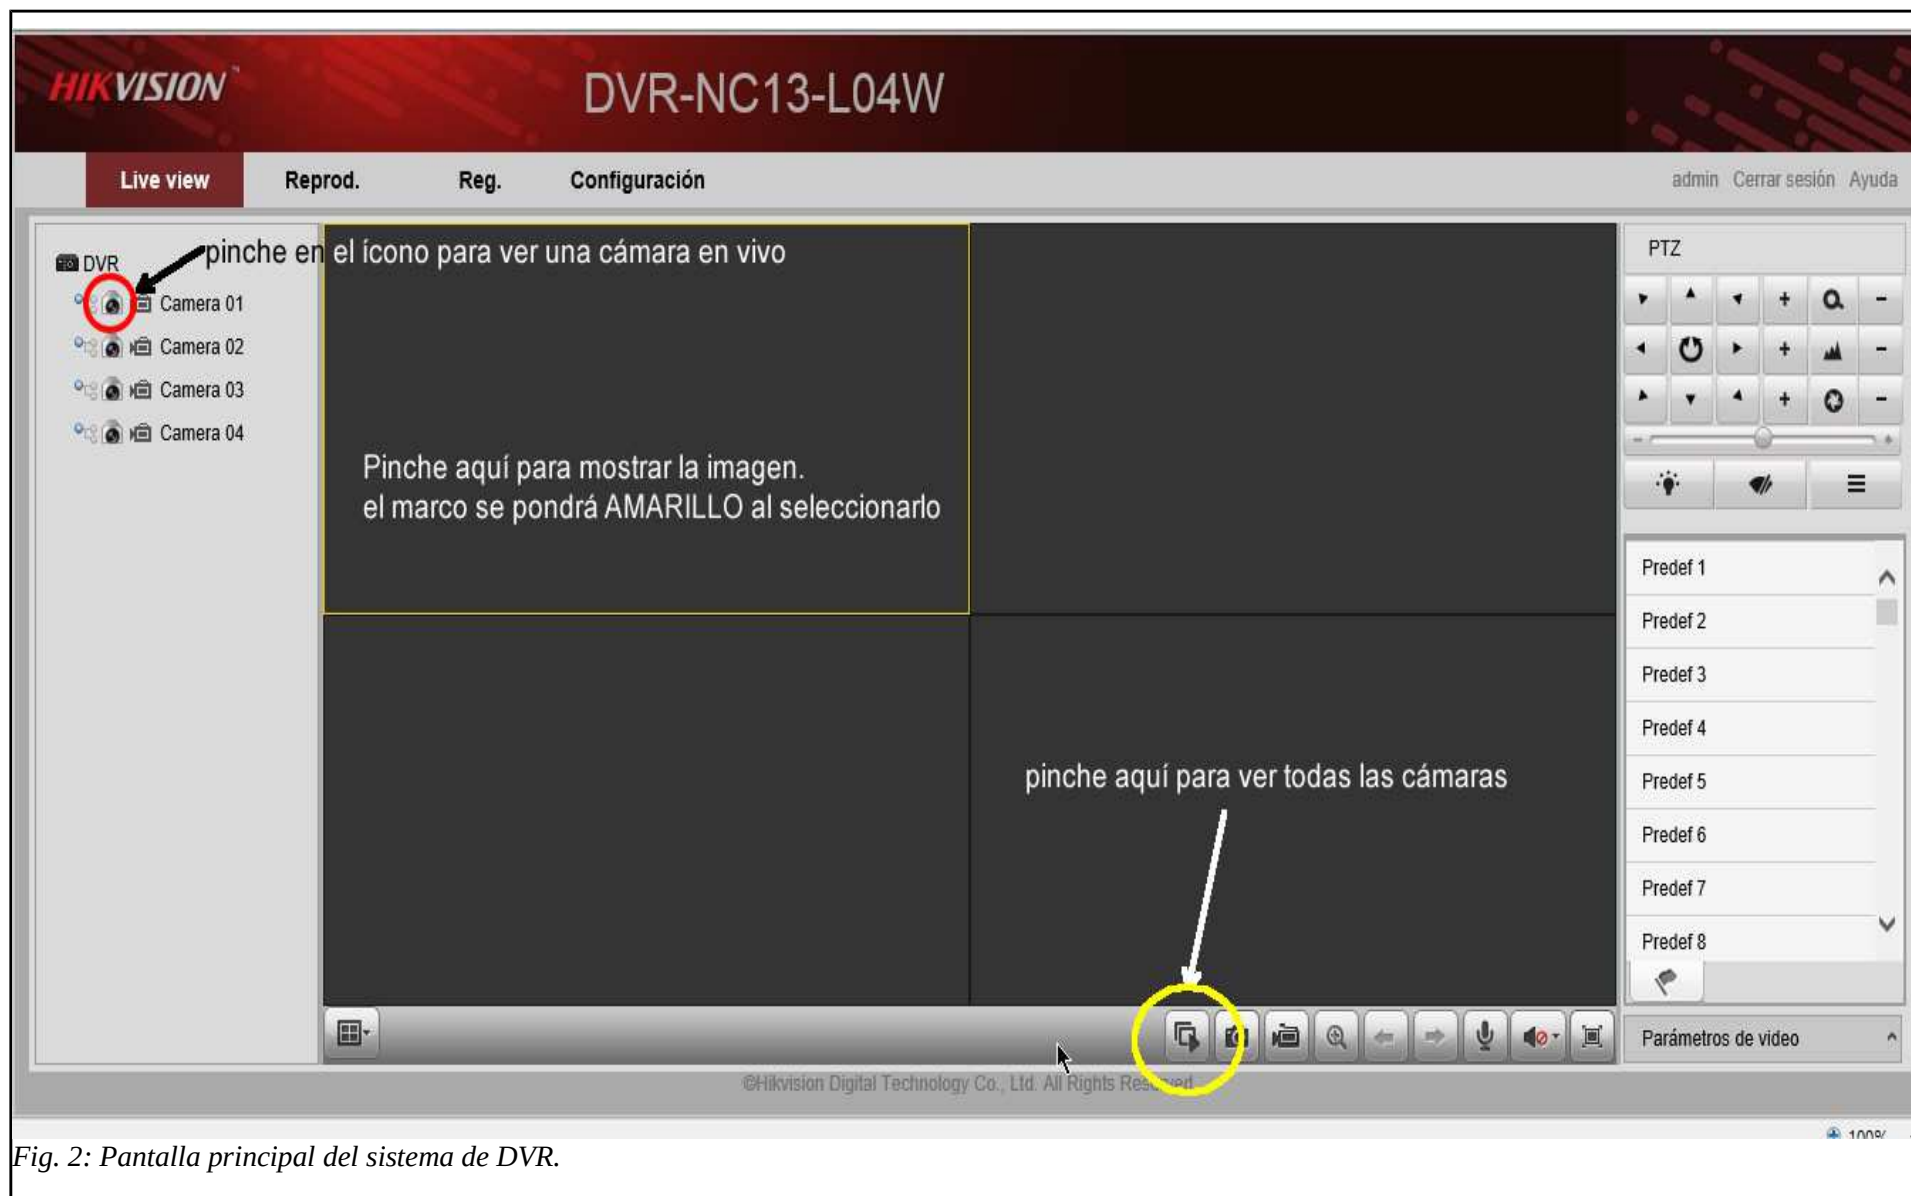 HIKVISION™
DVR-NC13-L04W
Live view Reprod. Reg. Configuración admin Cerrar sesión Ayuda
DVR
pinche en el ícono para ver una cámara en vivo
Camera 01
Camera 02
Camera 03
Camera 04
Pinche aquí para mostrar la imagen.
el marco se pondrá AMARILLO al seleccionarlo
pinche aquí para ver todas las cámaras
PTZ
Predef 1
Predef 2
Predef 3
Predef 4
Predef 5
Predef 6
Predef 7
Predef 8
Parámetros de video
©Hikvision Digital Technology Co., Ltd. All Rights Reserved.
100%
Fig. 2: Pantalla principal del sistema de DVR.